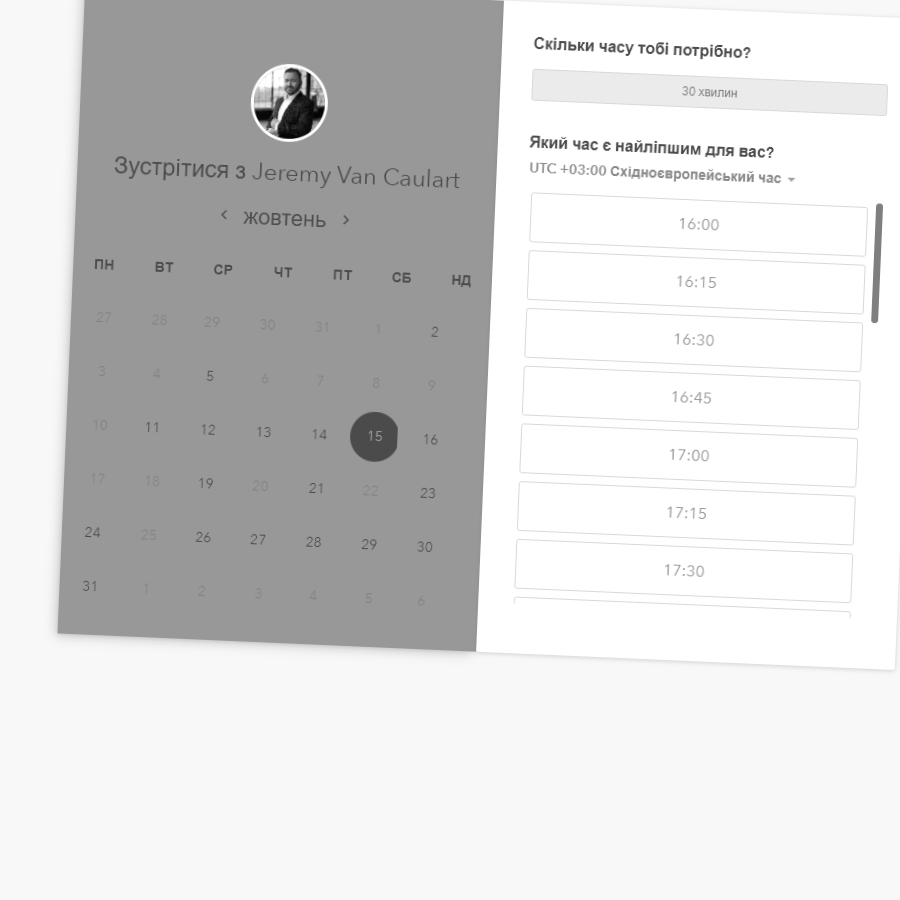 Зустрітися з Jeremy Van Caulart
‹ жовтень ›
ПН ВТ СР ЧТ ПТ СБ НД
27 28 29 30 31 1 2
3 4 5 6 7 8 9
10 11 12 13 14 15 16
17 18 19 20 21 22 23
24 25 26 27 28 29 30
31 1 2 3 4 5 6
Скільки часу тобі потрібно?
30 хвилин
Який час є найліпшим для вас?
UTC +03:00 Східноєвропейський час
16:00
16:15
16:30
16:45
17:00
17:15
17:30